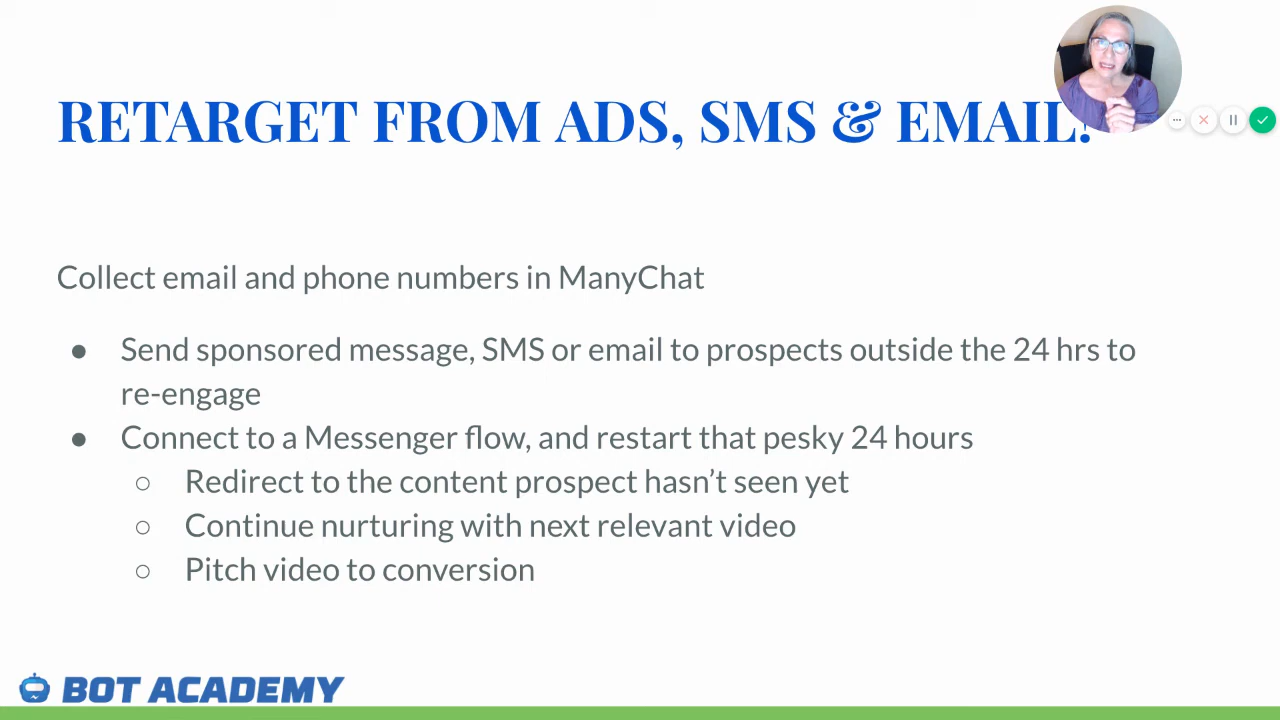 RETARGET FROM ADS, SMS & EMAIL!
Collect email and phone numbers in ManyChat
● Send sponsored message, SMS or email to prospects outside the 24 hrs to
re-engage
● Connect to a Messenger flow, and restart that pesky 24 hours
○ Redirect to the content prospect hasn’t seen yet
○ Continue nurturing with next relevant video
○ Pitch video to conversion
BOT ACADEMY